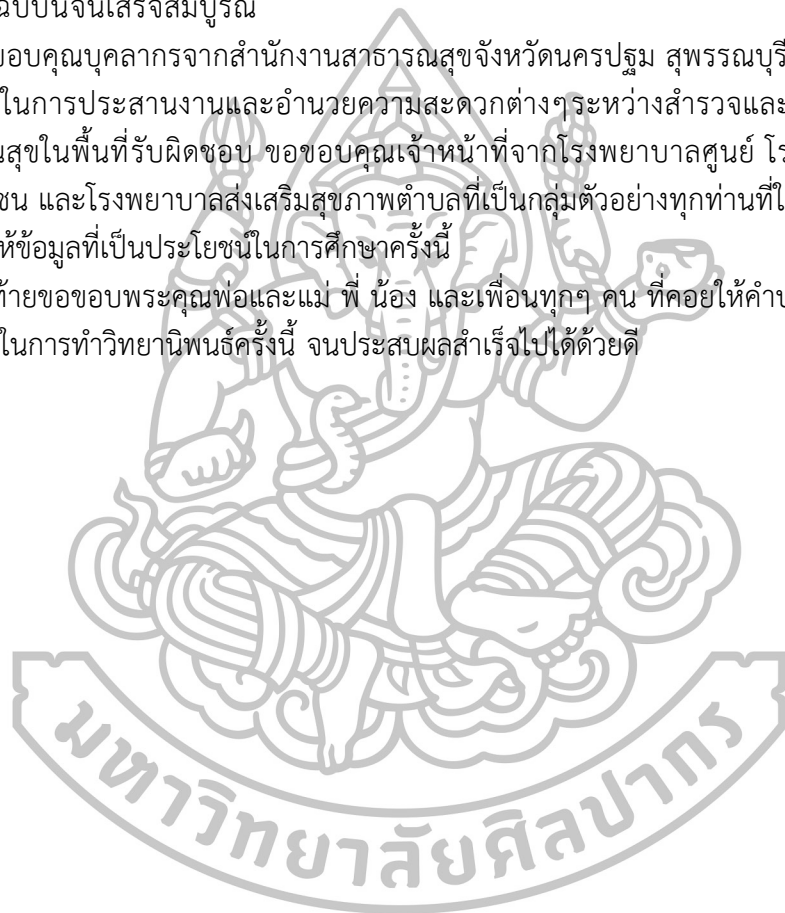 ฉบับนี้จนเสร็จสมบูรณ์
ขอบคุณบุคลากรจากสำนักงานสาธารณสุขจังหวัดนครปฐม สุพรรณบุรี
ในการประสานงานและอำนวยความสะดวกต่างๆระหว่างสำรวจและ
นสุขในพื้นที่รับผิดชอบ ขอขอบคุณเจ้าหน้าที่จากโรงพยาบาลศูนย์ โร
ชน และโรงพยาบาลส่งเสริมสุขภาพตำบลที่เป็นกลุ่มตัวอย่างทุกท่านที่ใ
ห้ข้อมูลที่เป็นประโยชน์ในการศึกษาครั้งนี้
ท้ายขอขอบพระคุณพ่อและแม่ พี่ น้อง และเพื่อนทุกๆ คน ที่คอยให้คำป
ในการทำวิทยานิพนธ์ครั้งนี้ จนประสบผลสำเร็จไปได้ด้วยดี
มหาวิทยาลัยศิลปากร